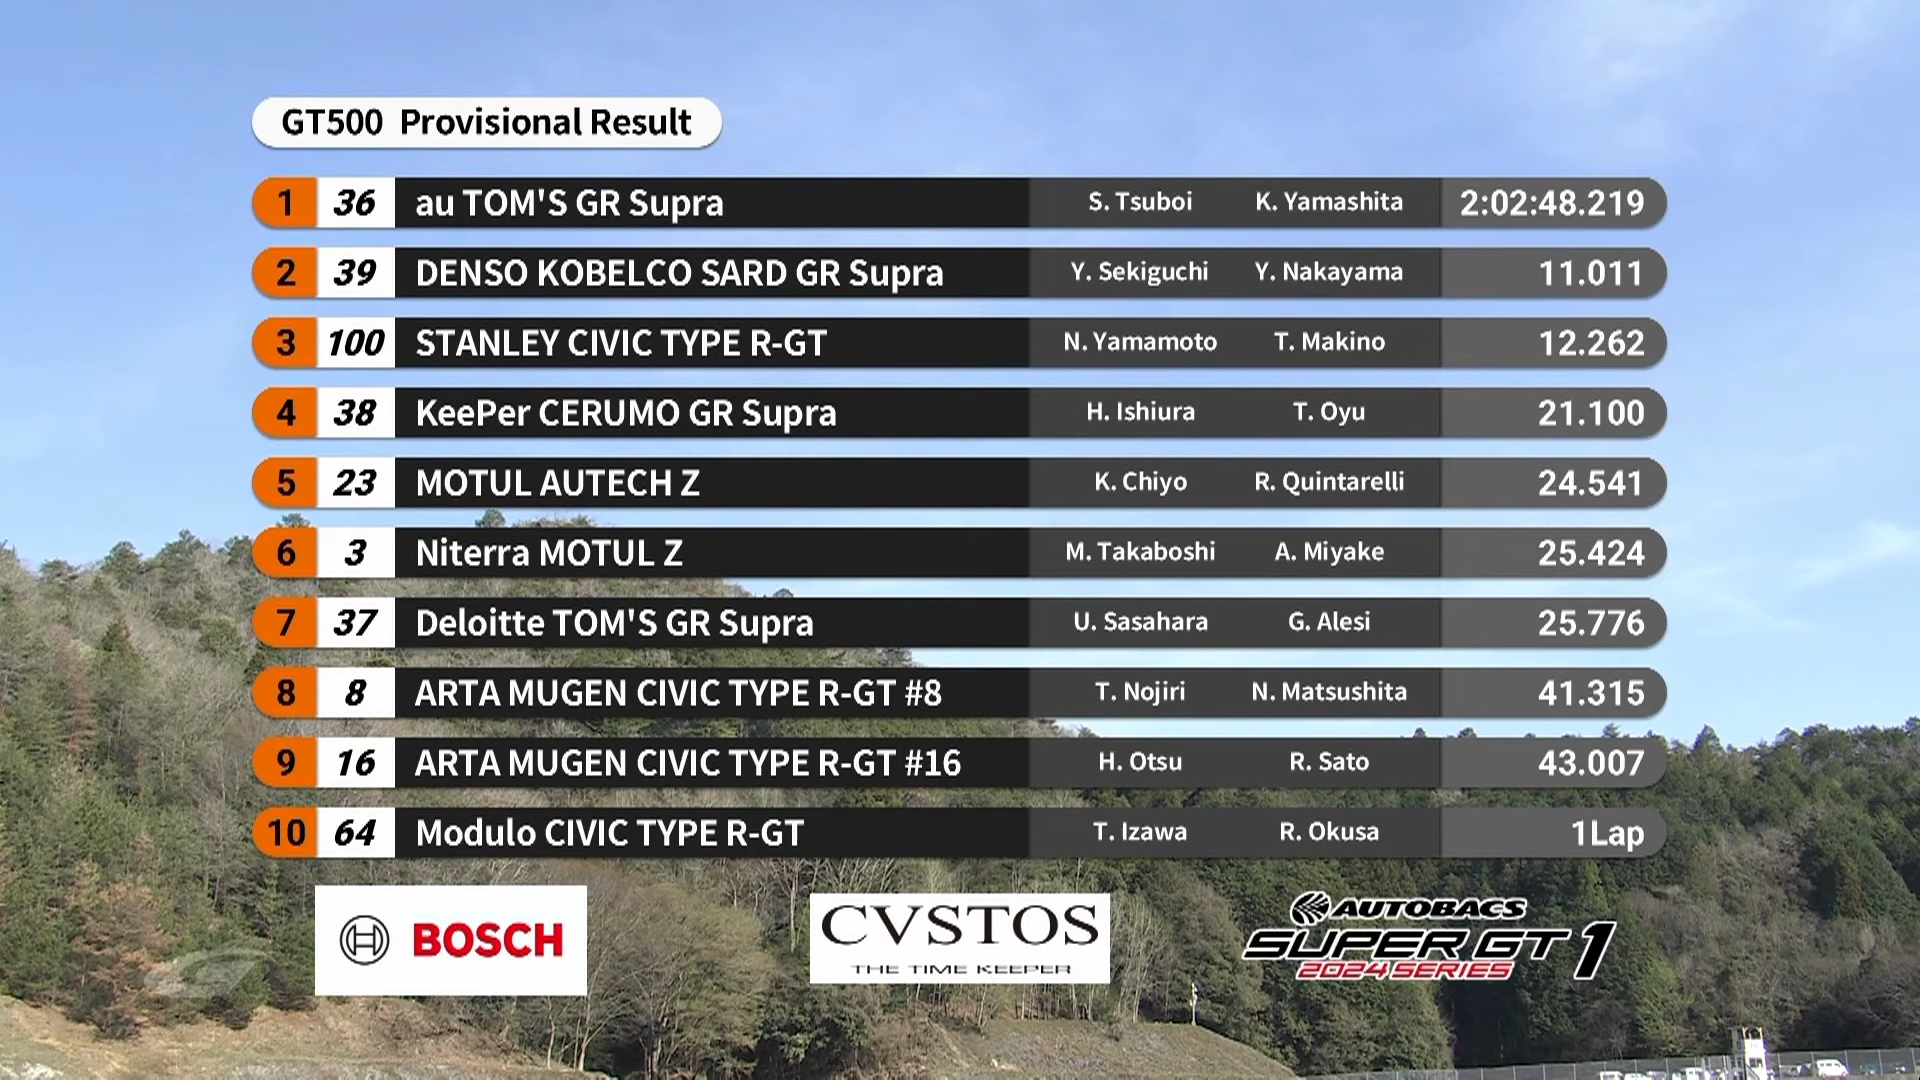 GT500 Provisional Result
1 36 au TOM'S GR Supra S. Tsuboi K. Yamashita 2:02:48.219
2 39 DENSO KOBELCO SARD GR Supra Y. Sekiguchi Y. Nakayama 11.011
3 100 STANLEY CIVIC TYPE R-GT N. Yamamoto T. Makino 12.262
4 38 KeePer CERUMO GR Supra H. Ishiura T. Oyu 21.100
5 23 MOTUL AUTECH Z K. Chiyo R. Quintarelli 24.541
6 3 Niterra MOTUL Z M. Takaboshi A. Miyake 25.424
7 37 Deloitte TOM'S GR Supra U. Sasahara G. Alesi 25.776
8 8 ARTA MUGEN CIVIC TYPE R-GT #8 T. Nojiri N. Matsushita 41.315
9 16 ARTA MUGEN CIVIC TYPE R-GT #16 H. Otsu R. Sato 43.007
10 64 Modulo CIVIC TYPE R-GT T. Izawa R. Okusa 1Lap
BOSCH
CVSTOS
THE TIME KEEPER
AUTOBACS
SUPER GT 1
2024 SERIES